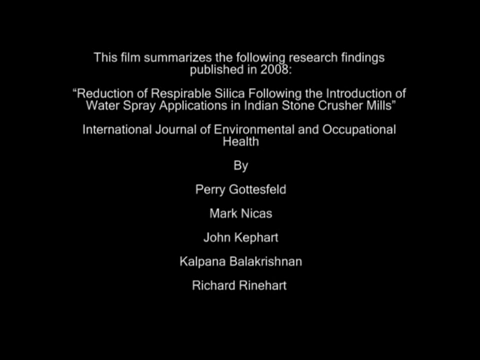 This film summarizes the following research findings
published in 2008:
“Reduction of Respirable Silica Following the Introduction of
Water Spray Applications in Indian Stone Crusher Mills”
International Journal of Environmental and Occupational
Health
By
Perry Gottesfeld
Mark Nicas
John Kephart
Kalpana Balakrishnan
Richard Rinehart